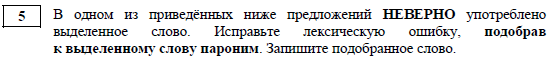 5
В одном из приведённых ниже предложений НЕВЕРНО употреблено
выделенное слово. Исправьте лексическую ошибку, подобрав
к выделенному слову пароним. Запишите подобранное слово.